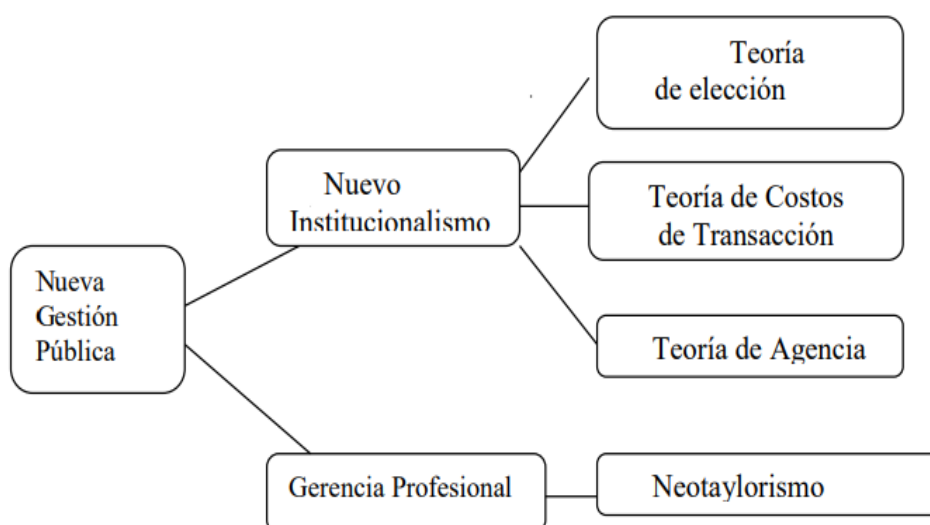 Teoría
de elección
Nuevo
Institucionalismo
Teoría de Costos
de Transacción
Nueva
Gestión
Pública
Teoría de Agencia
Gerencia Profesional
Neotaylorismo